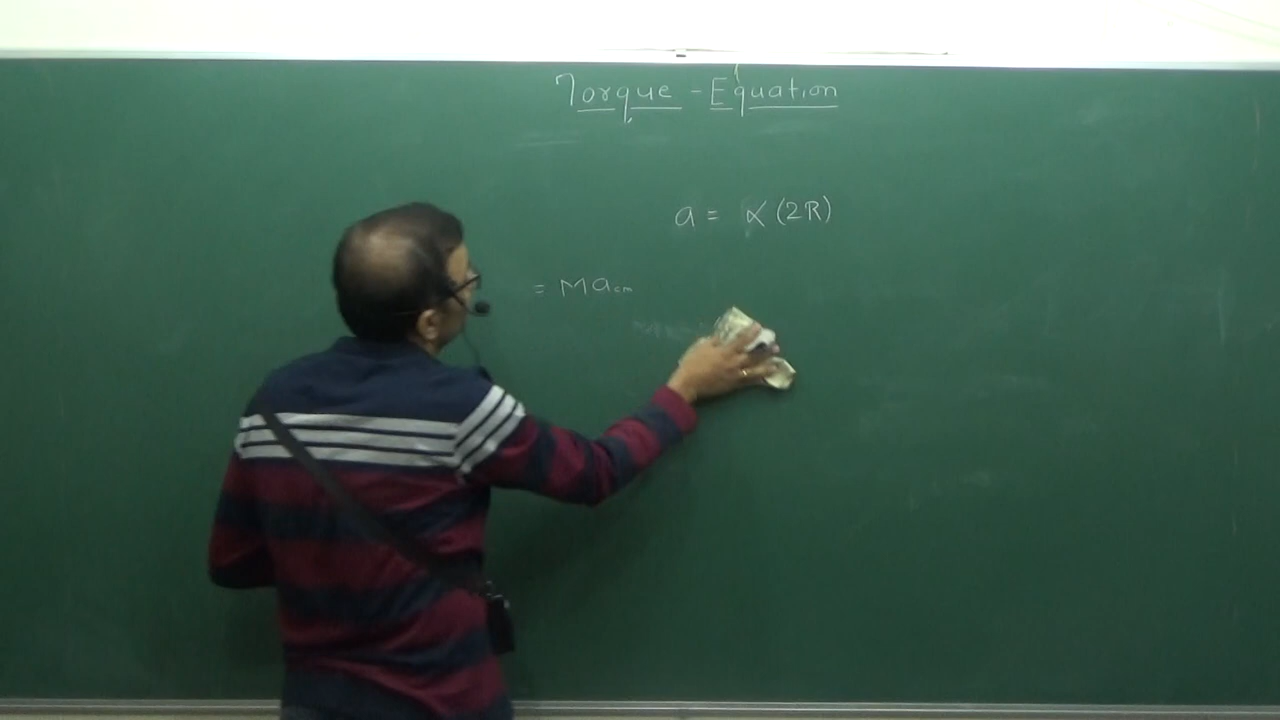 Torque - Equation
a = α (2R)
= Ma_cm